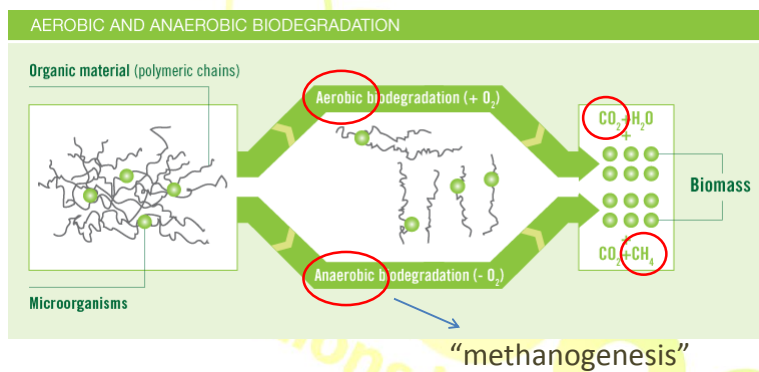 AEROBIC AND ANAEROBIC BIODEGRADATION
Organic material (polymeric chains)
Aerobic biodegradation (+ O₂)
CO₂+H₂O
+
Biomass
+
CO₂+CH₄
Anaerobic biodegradation (- O₂)
Microorganisms
“methanogenesis”